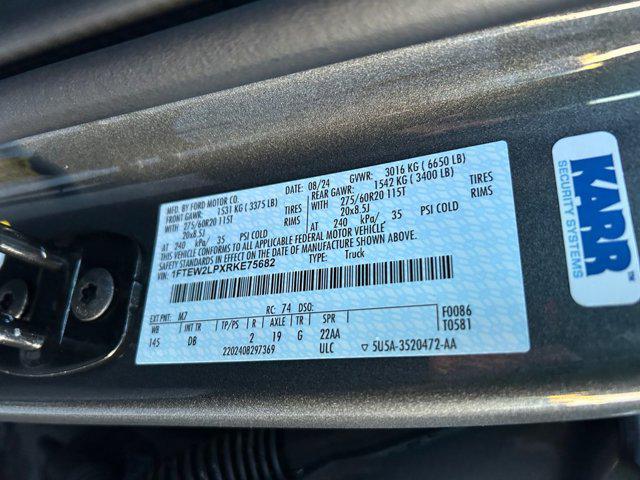 MFD. BY FORD MOTOR CO.
DATE: 08/24 GVWR: 3016 KG ( 6650 LB)
FRONT GAWR: 1531 KG ( 3375 LB) REAR GAWR: 1542 KG ( 3400 LB)
275/60R20 115T TIRES 275/60R20 115T TIRES
20x8.5J RIMS 20x8.5J RIMS
AT 240 kPa/ 35 PSI COLD AT 240 kPa/ 35 PSI COLD
THIS VEHICLE CONFORMS TO ALL APPLICABLE FEDERAL MOTOR VEHICLE
SAFETY STANDARDS IN EFFECT ON THE DATE OF MANUFACTURE SHOWN ABOVE.
VIN: 1FTEW2LPXRKE75682 TYPE: Truck
EXT PNT: M7 RC: 74 DSO: F0086
WB INT TR TP/PS R AXLE TR SPR T0581
145 DB 2 19 G 22AA
2202408297369 ULC 5USA-3520472-AA
KARR
SECURITY SYSTEMS